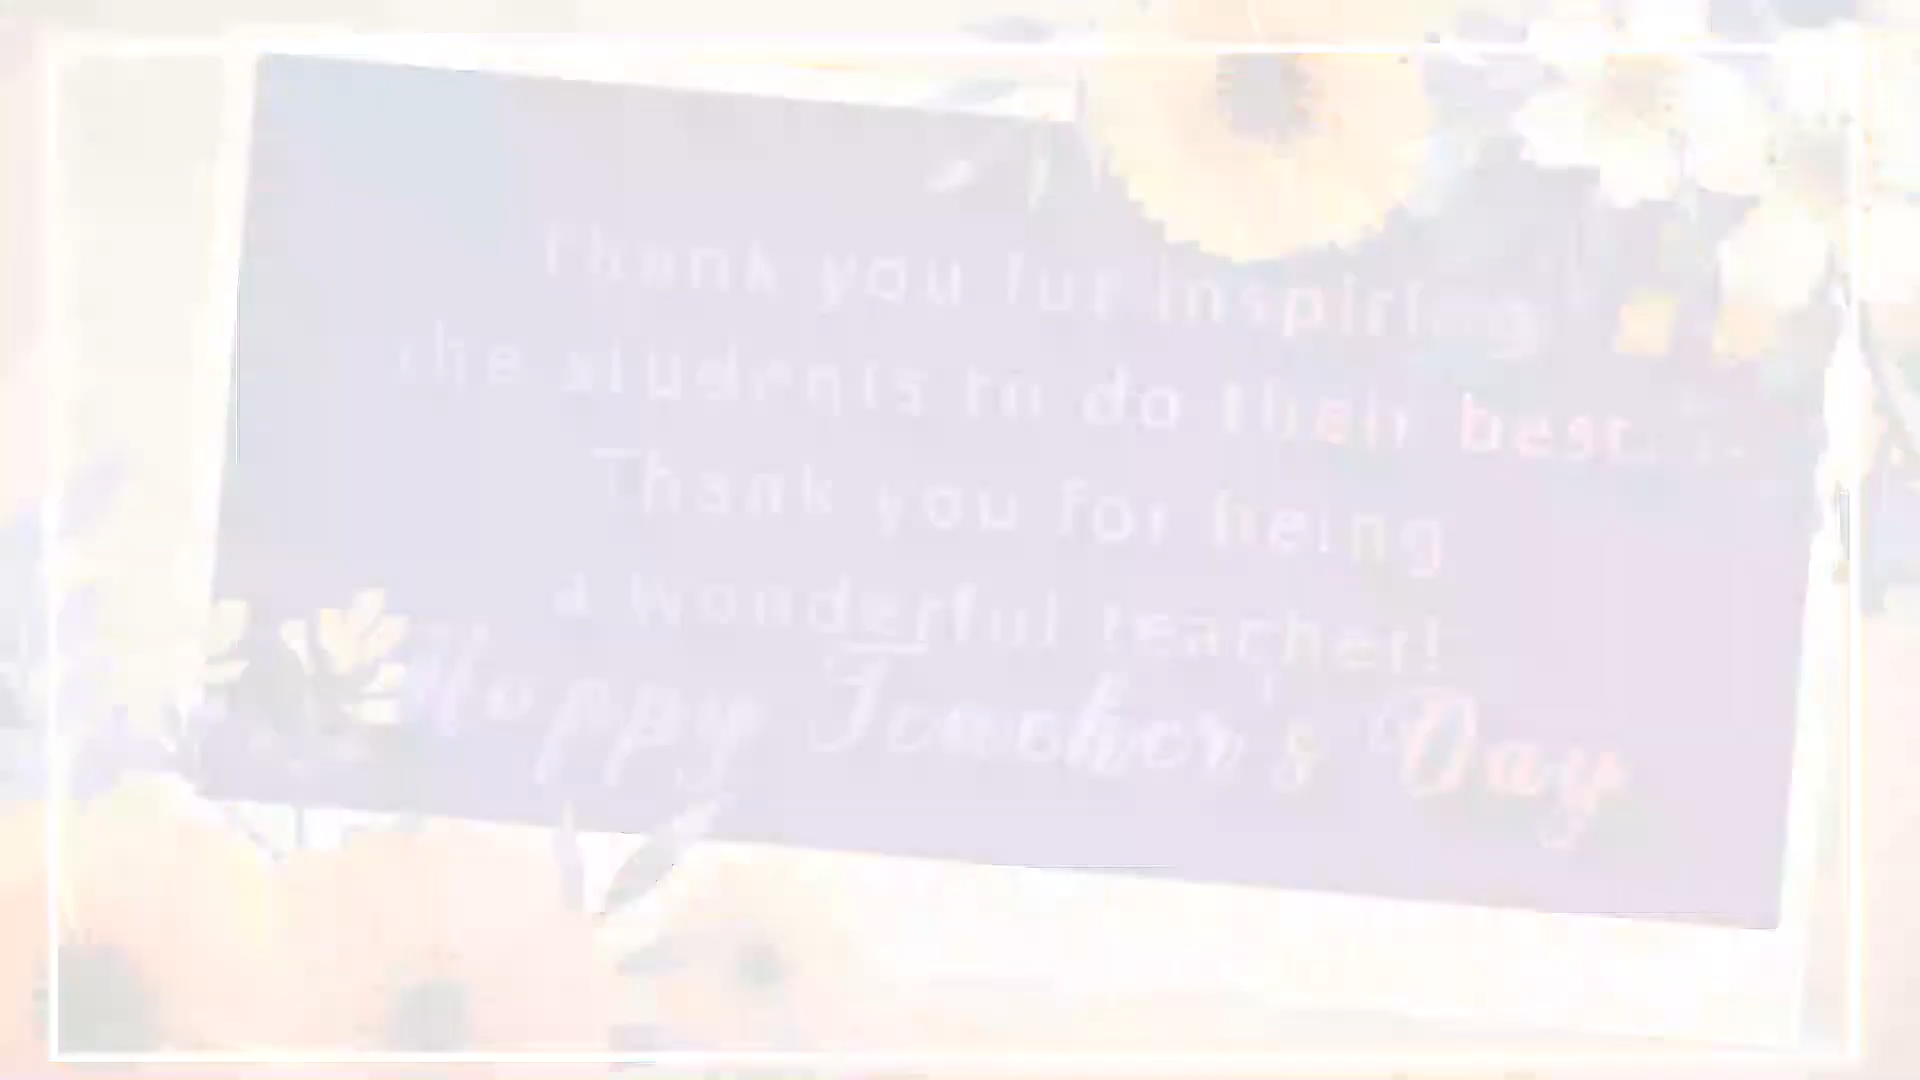 Thank you for inspiring
the students to do their best...
Thank you for being
a wonderful teacher!
Happy Teacher's Day